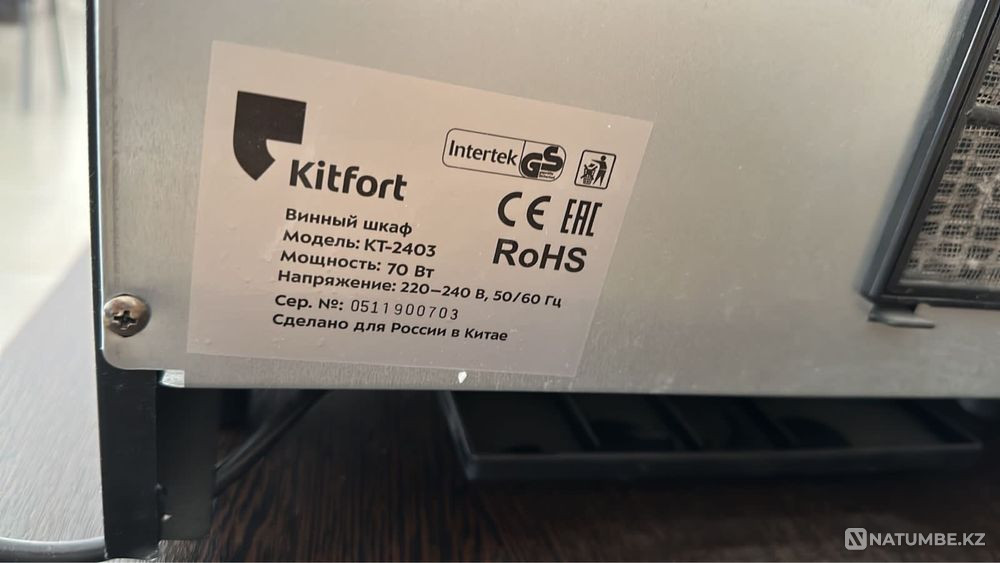 Kitfort
Intertek GS
CE EAC
RoHS
Винный шкаф
Модель: КТ-2403
Мощность: 70 Вт
Напряжение: 220–240 В, 50/60 Гц
Сер. №: 0511900703
Сделано для России в Китае
NATUMBE.KZ